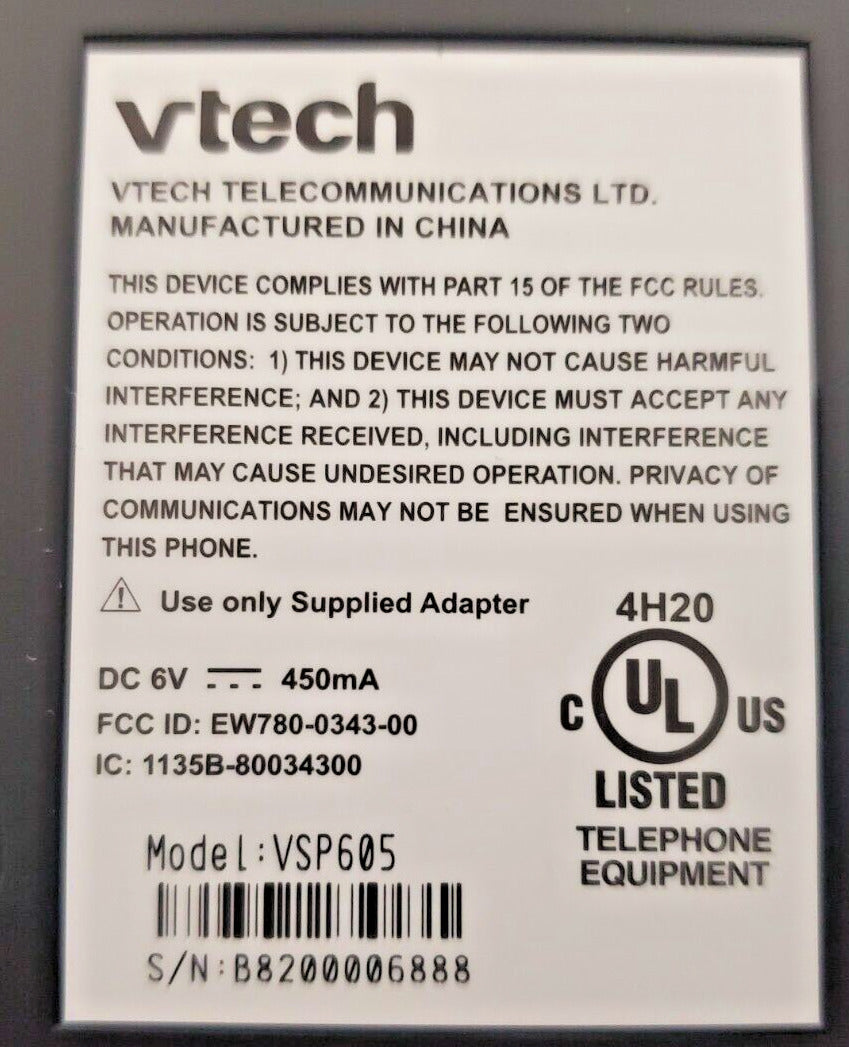 vtech
VTECH TELECOMMUNICATIONS LTD.
MANUFACTURED IN CHINA
THIS DEVICE COMPLIES WITH PART 15 OF THE FCC RULES.
OPERATION IS SUBJECT TO THE FOLLOWING TWO
CONDITIONS: 1) THIS DEVICE MAY NOT CAUSE HARMFUL
INTERFERENCE; AND 2) THIS DEVICE MUST ACCEPT ANY
INTERFERENCE RECEIVED, INCLUDING INTERFERENCE
THAT MAY CAUSE UNDESIRED OPERATION. PRIVACY OF
COMMUNICATIONS MAY NOT BE ENSURED WHEN USING
THIS PHONE.
Use only Supplied Adapter
DC 6V 450mA
FCC ID: EW780-0343-00
IC: 1135B-80034300
4H20
C UL US
LISTED
TELEPHONE
EQUIPMENT
Model:VSP605
S/N:B8200006888